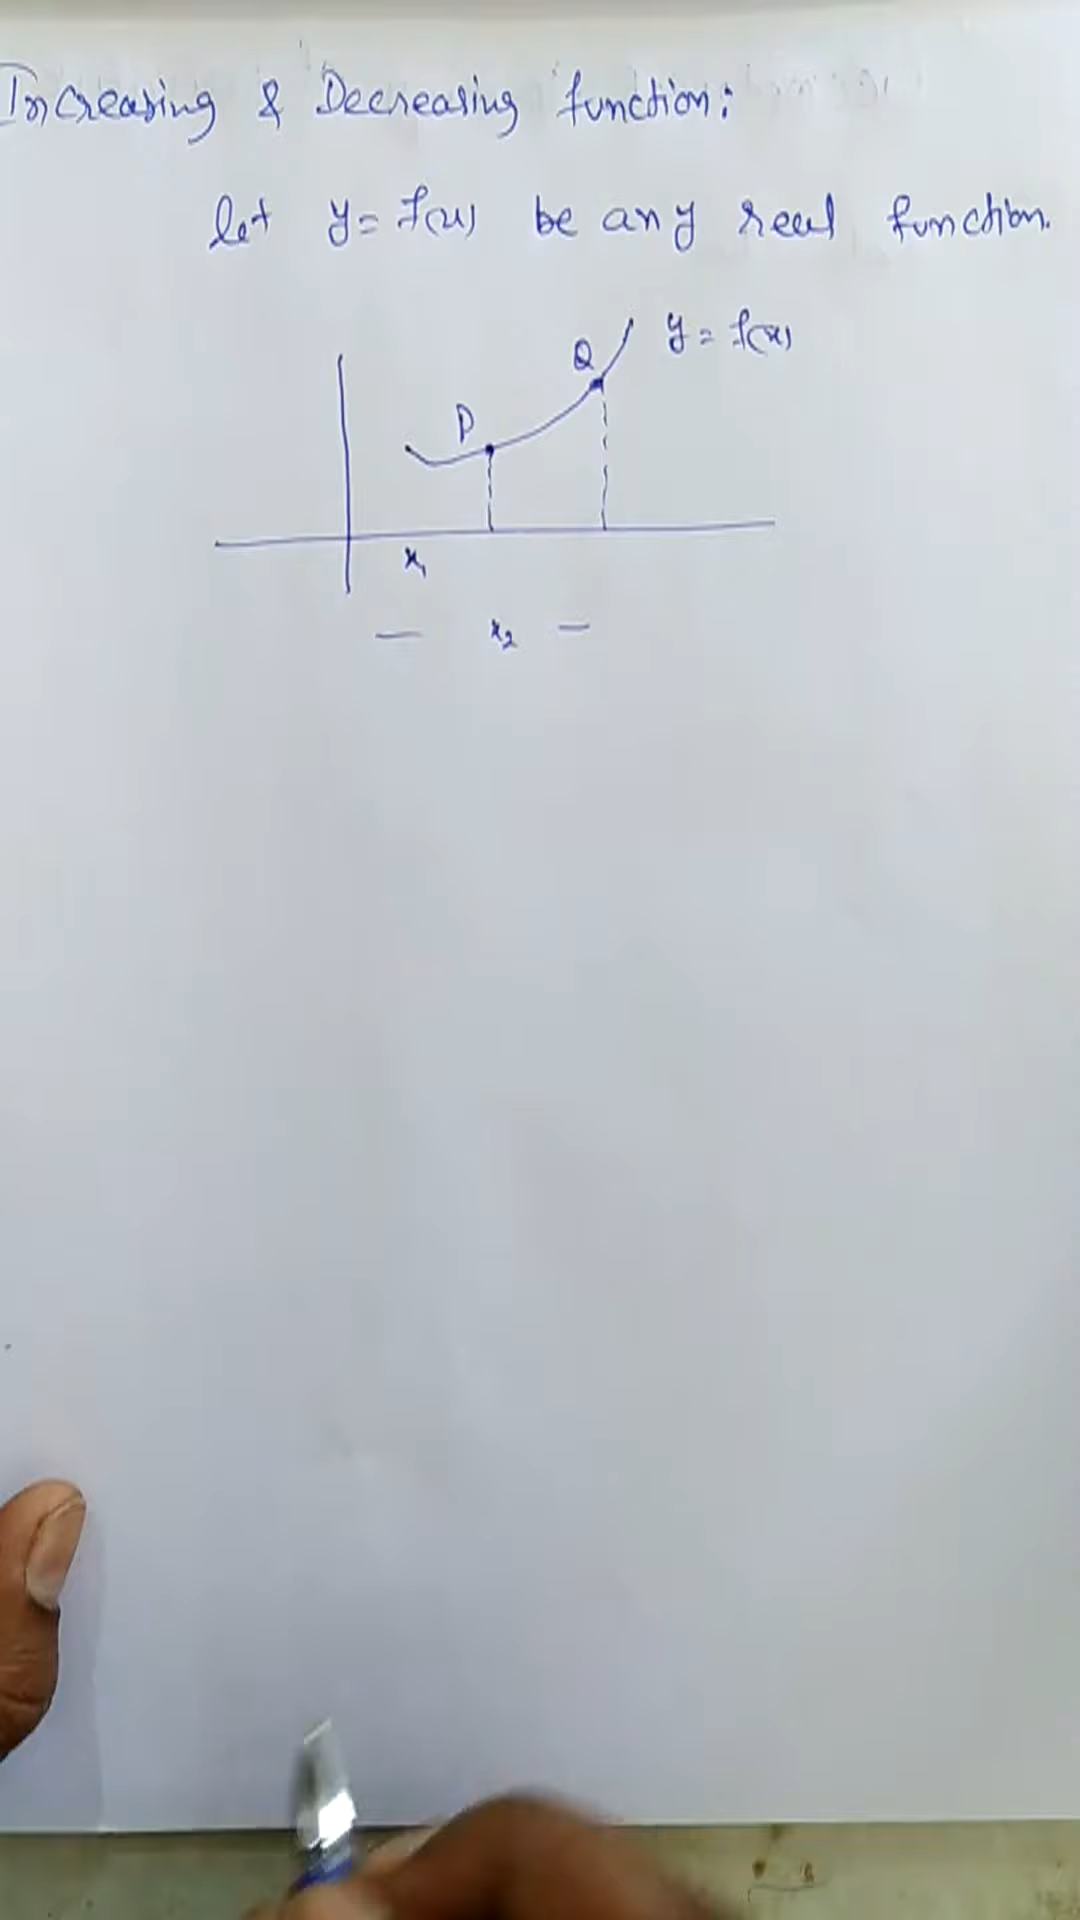 Increasing & Decreasing function:
let y = f(x) be any real function.
Q y = f(x)
P
x₁
— x₂ —